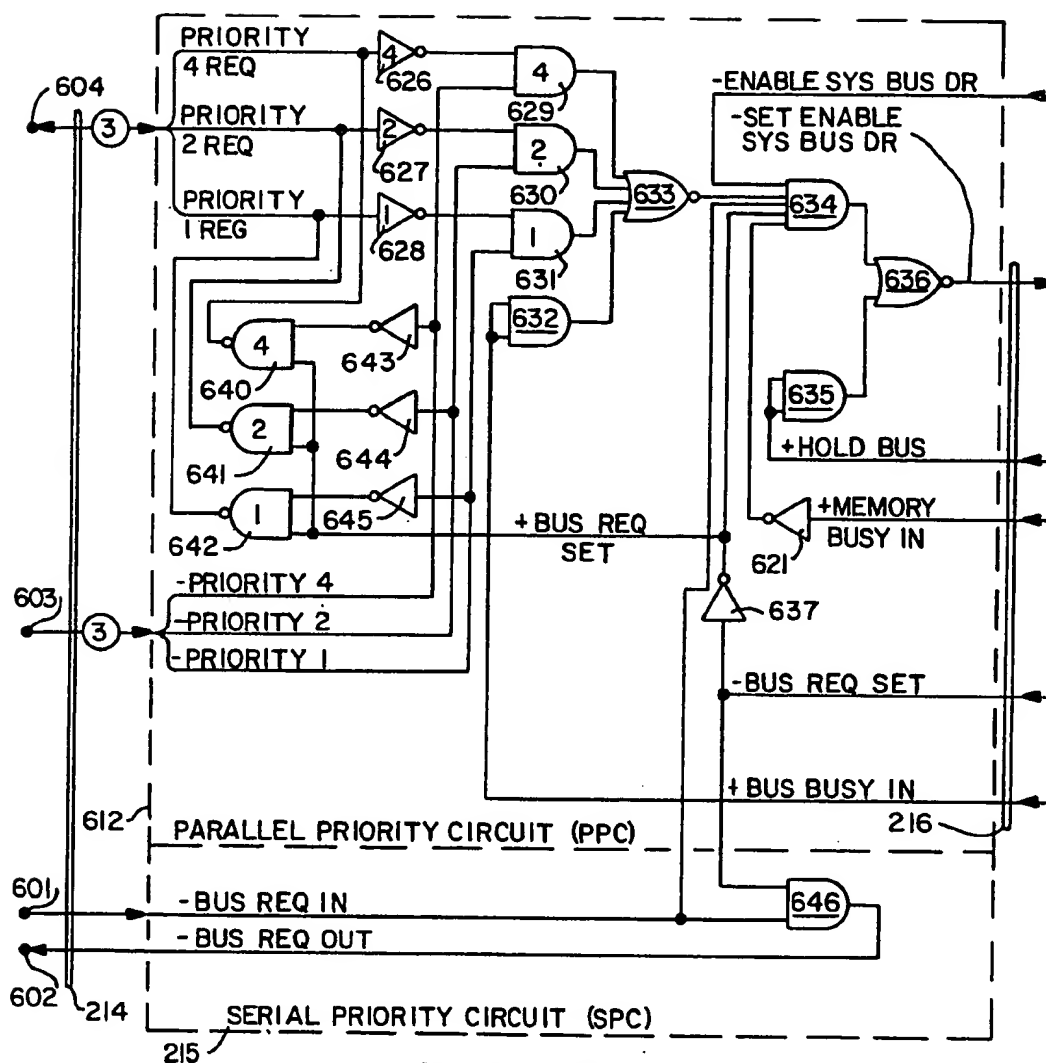 PRIORITY
4 REQ
4
626
4
629
-ENABLE SYS BUS DR
604
3
PRIORITY
2 REQ
2
627
2
630
-SET ENABLE
SYS BUS DR
PRIORITY
1 REG
1
628
1
631
633
634
636
632
4
640
643
635
2
641
644
+HOLD BUS
1
642
645
+BUS REQ
SET
+MEMORY
BUSY IN
621
-PRIORITY 4
637
603
3
-PRIORITY 2
-PRIORITY 1
-BUS REQ SET
+BUS BUSY IN
612
216
PARALLEL PRIORITY CIRCUIT (PPC)
601
-BUS REQ IN
646
-BUS REQ OUT
602
214
SERIAL PRIORITY CIRCUIT (SPC)
215